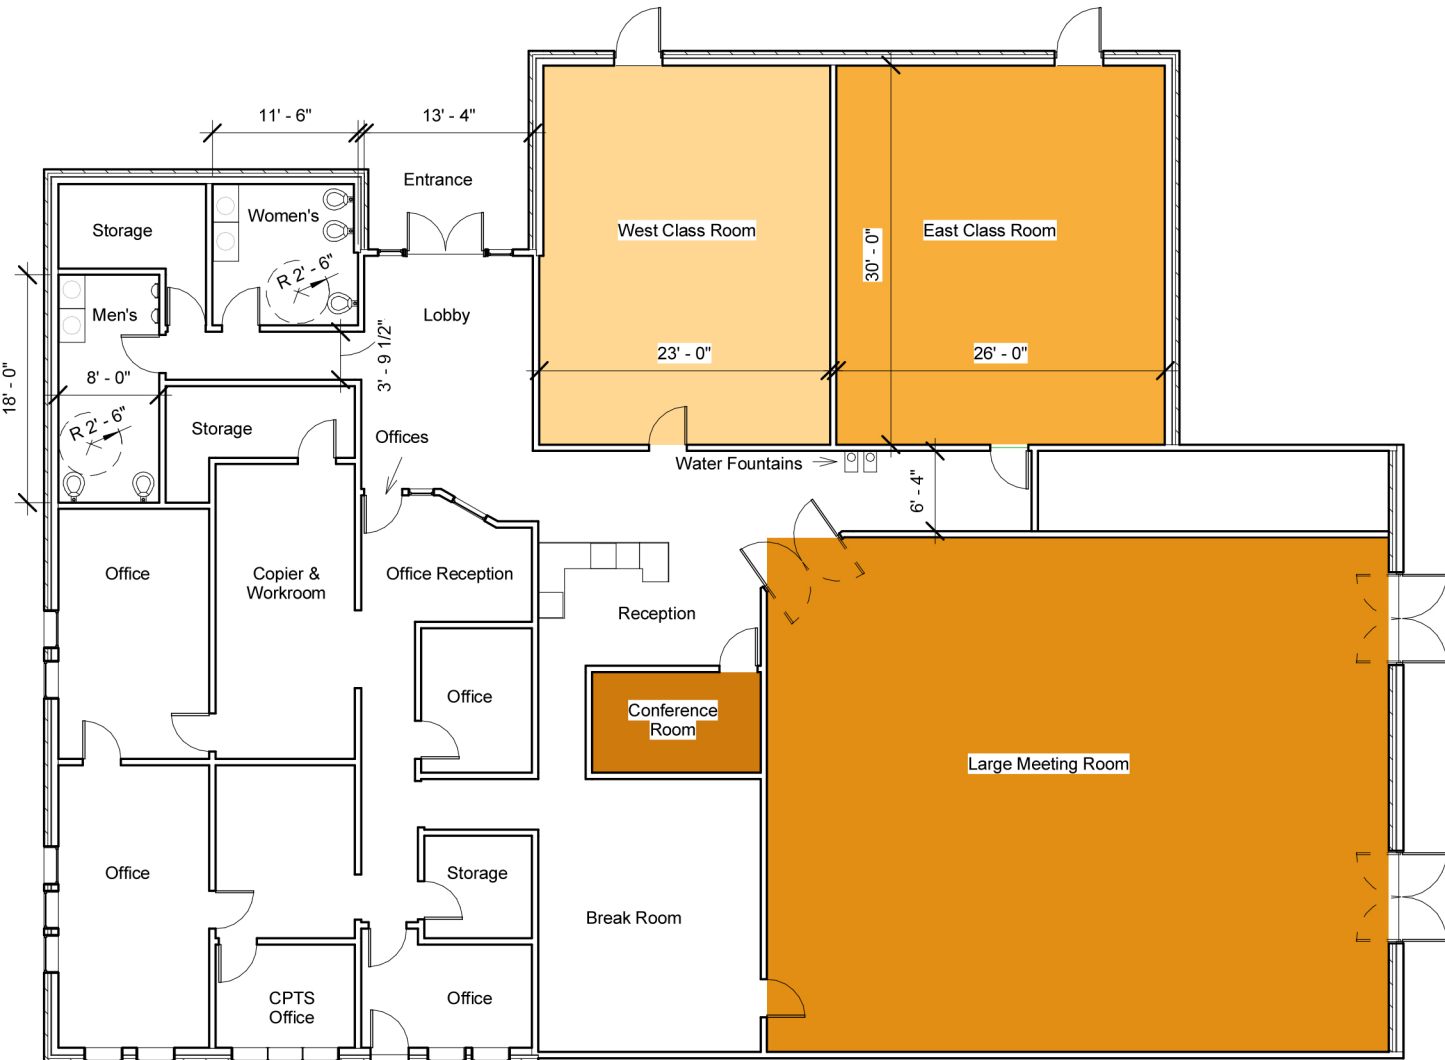 11' - 6"
13' - 4"
Entrance
Women's
Storage
West Class Room
East Class Room
30' - 0"
R 2' - 6"
Men's
Lobby
3' - 9 1/2"
23' - 0"
26' - 0"
18' - 0"
8' - 0"
R 2' - 6"
Storage
Offices
Water Fountains
6' - 4"
Office
Copier &
Workroom
Office Reception
Reception
Office
Conference
Room
Large Meeting Room
Office
Storage
Break Room
CPTS
Office
Office